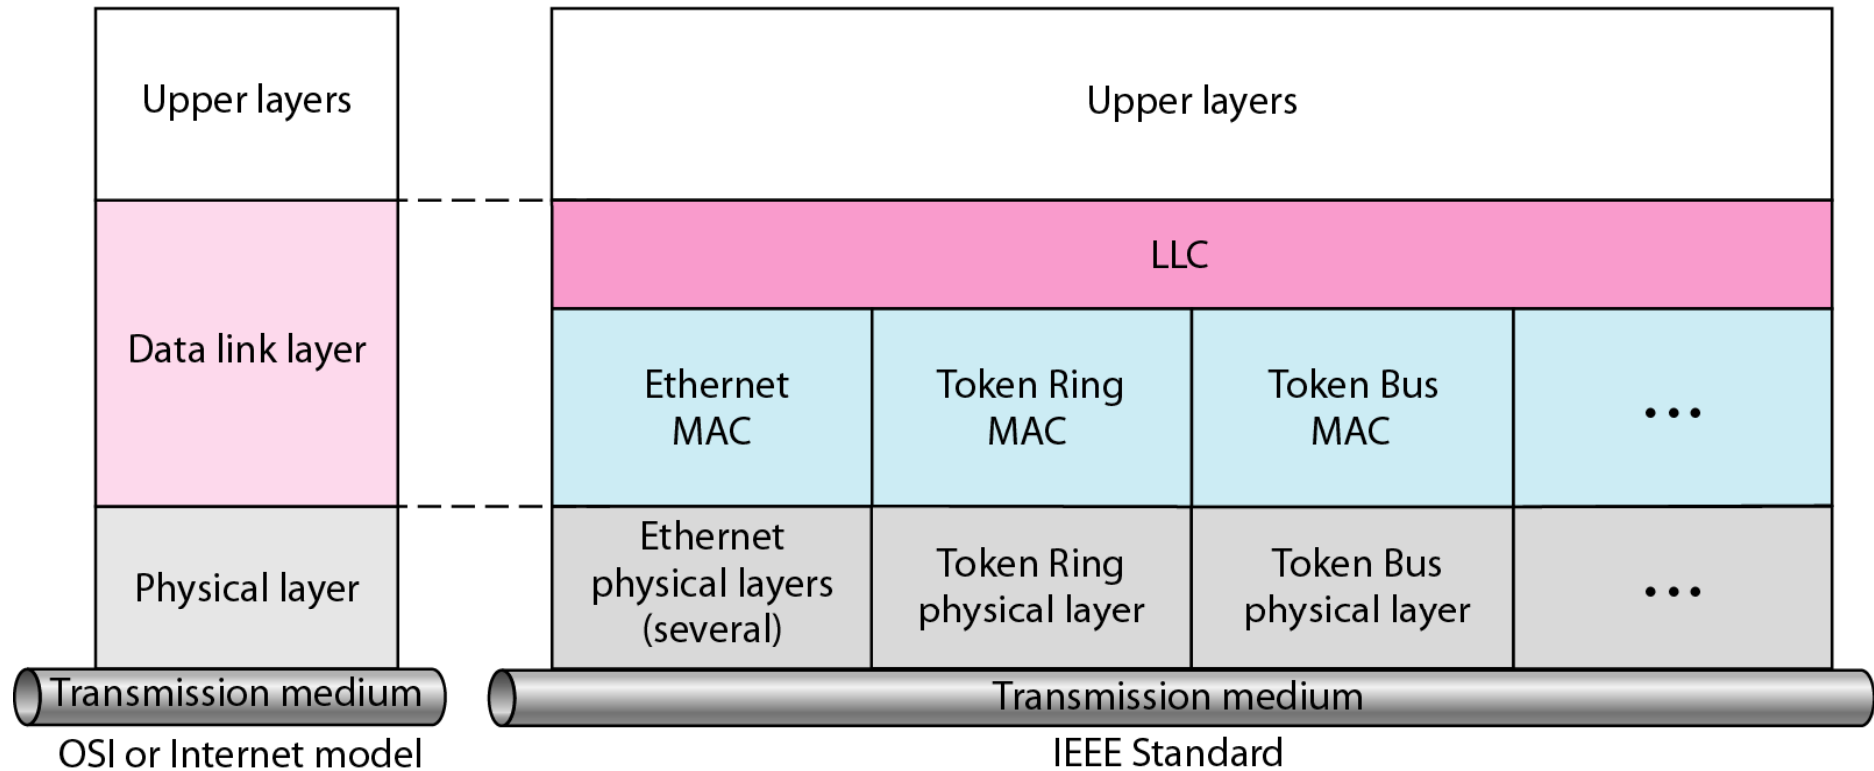 Upper layers
Data link layer
Physical layer
Transmission medium
OSI or Internet model
Upper layers
LLC
Ethernet
MAC
Token Ring
MAC
Token Bus
MAC
...
Ethernet
physical layers
(several)
Token Ring
physical layer
Token Bus
physical layer
...
Transmission medium
IEEE Standard